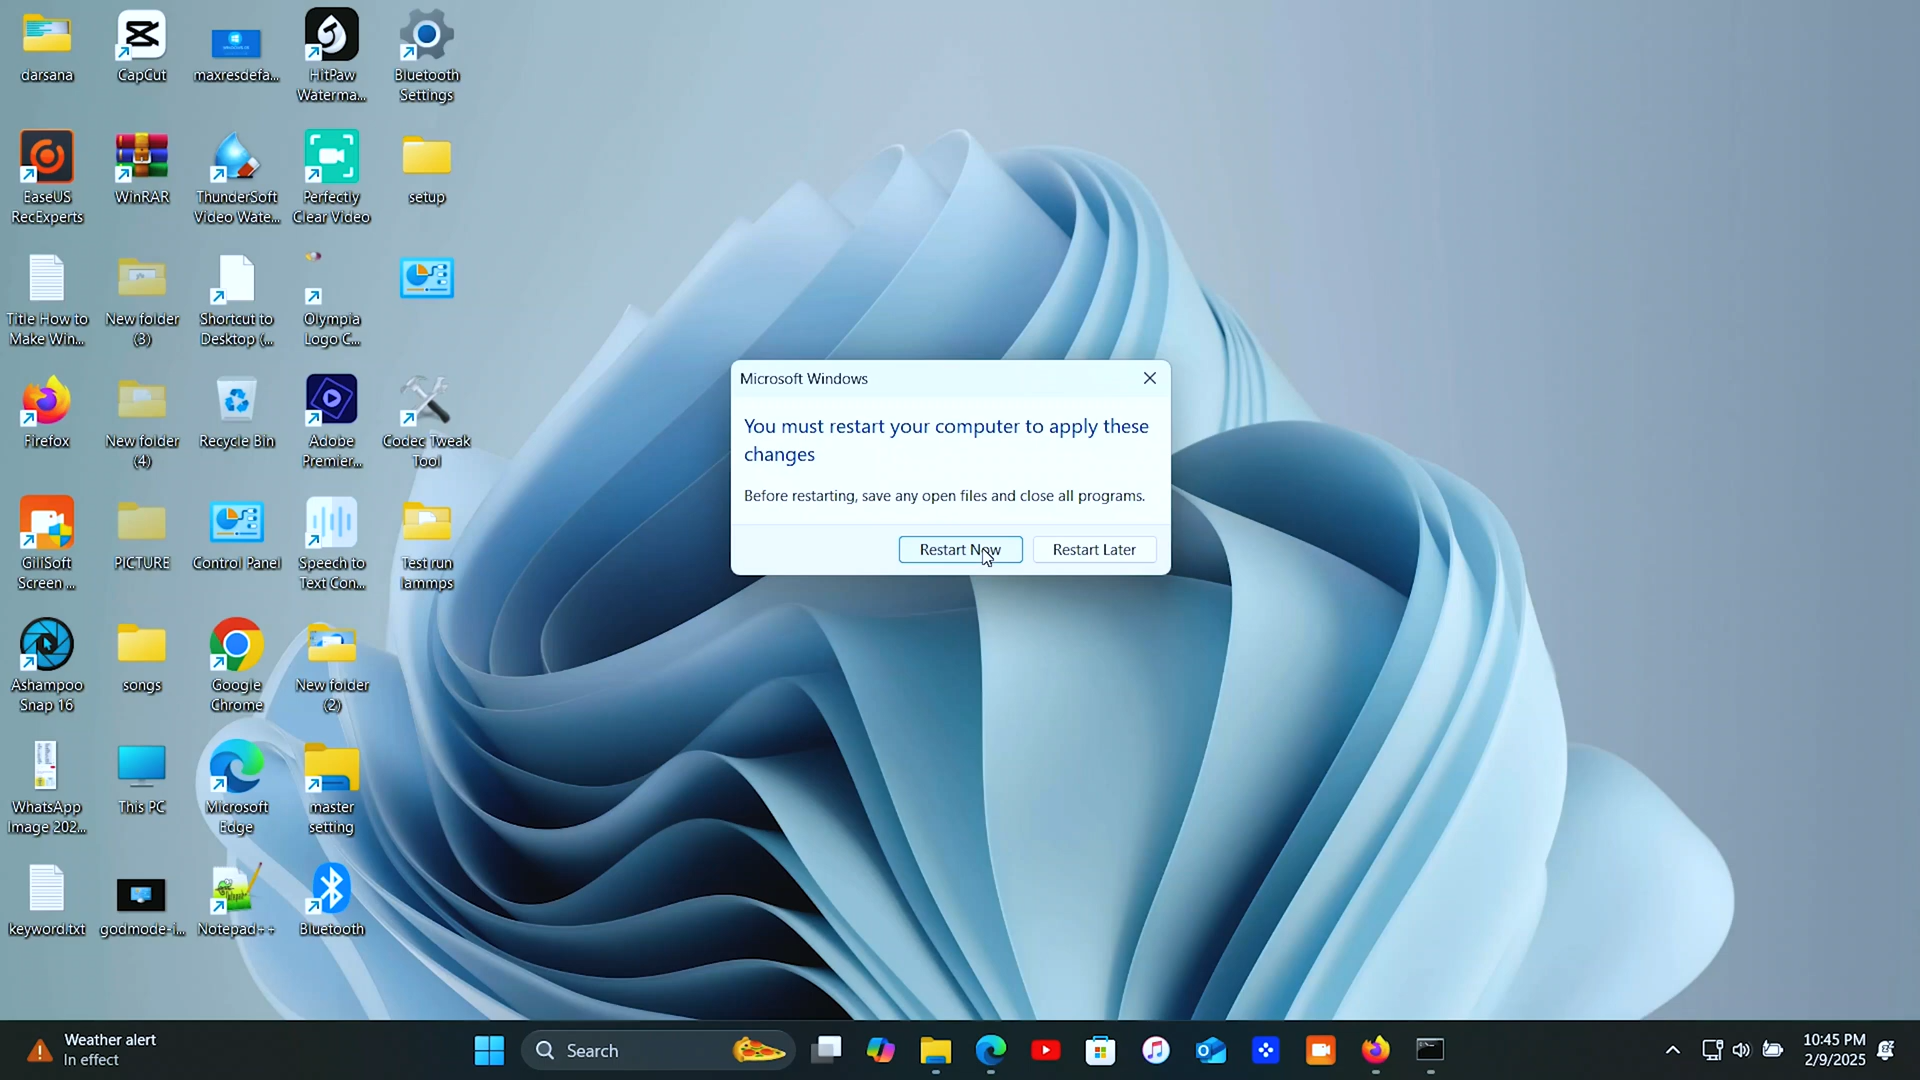 darsana
CapCut
maxresdefa...
HitPaw
Waterma...
Bluetooth
Settings
EaseUS
RecExperts
WinRAR
ThunderSoft
Video Wate...
Perfectly
Clear Video
setup
Title How to
Make Win...
New folder
(3)
Shortcut to
Desktop (...
Olympia
Logo C...
Firefox
New folder
(4)
Recycle Bin
Adobe
Premier...
Codec Tweak
Tool
GiliSoft
Screen ...
PICTURE
Control Panel
Speech to
Text Con...
Test run
lammps
Ashampoo
Snap 16
songs
Google
Chrome
New folder
(2)
WhatsApp
Image 202...
This PC
Microsoft
Edge
master
setting
keyword.txt
godmode-i...
Notepad++
Bluetooth
Microsoft Windows
You must restart your computer to apply these
changes
Before restarting, save any open files and close all programs.
Restart Now
Restart Later
Weather alert
In effect
Search
10:45 PM
2/9/2025